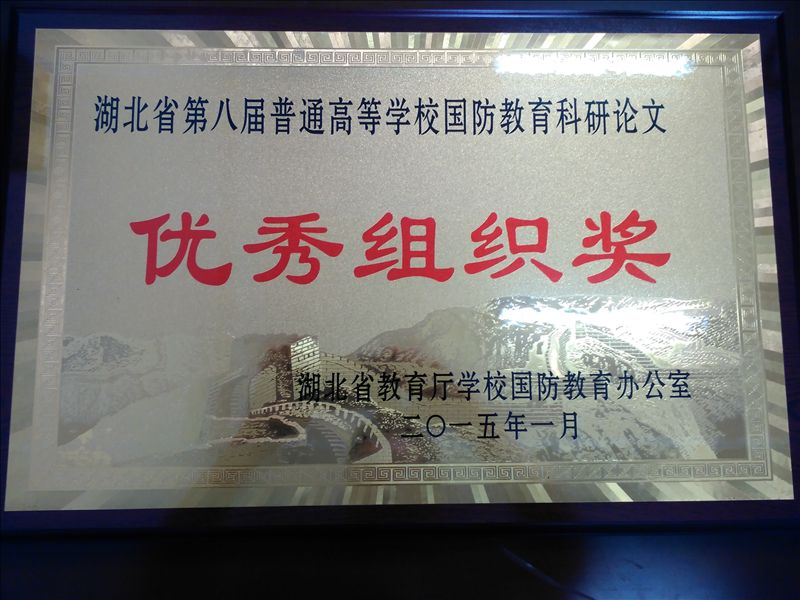 湖北省第八届普通高等学校国防教育科研论文
优秀组织奖
湖北省教育厅学校国防教育办公室
二〇一五年一月